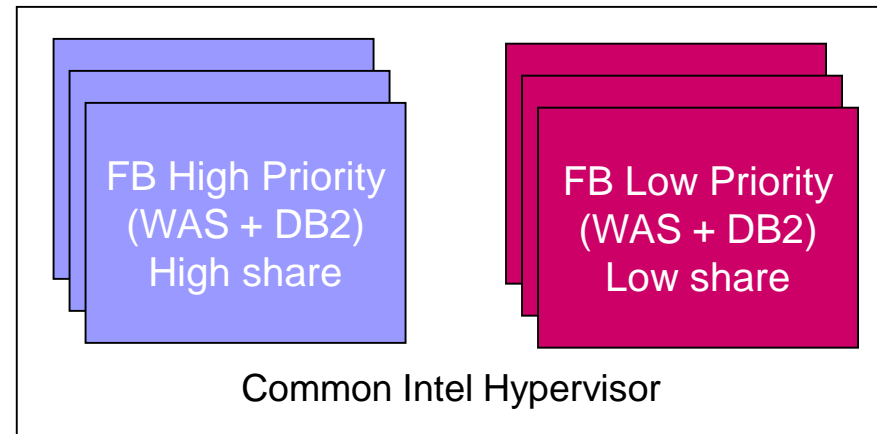 FB High Priority
(WAS + DB2)
High share
FB Low Priority
(WAS + DB2)
Low share
Common Intel Hypervisor